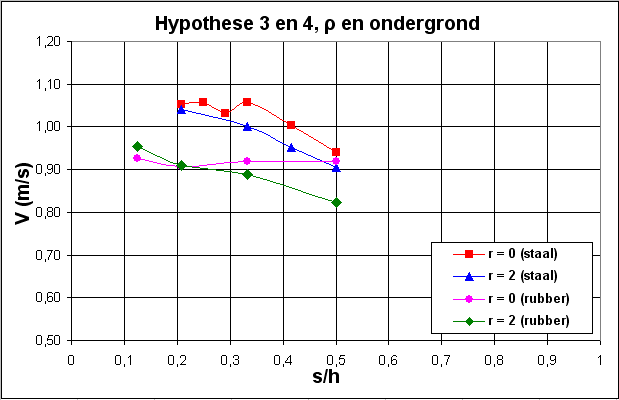 Hypothese 3 en 4, ρ en ondergrond
1,20
1,10
1,00
0,90
0,80
0,70
0,60
0,50
V (m/s)
0
0,1
0,2
0,3
0,4
0,5
0,6
0,7
0,8
0,9
1
s/h
r = 0 (staal)
r = 2 (staal)
r = 0 (rubber)
r = 2 (rubber)